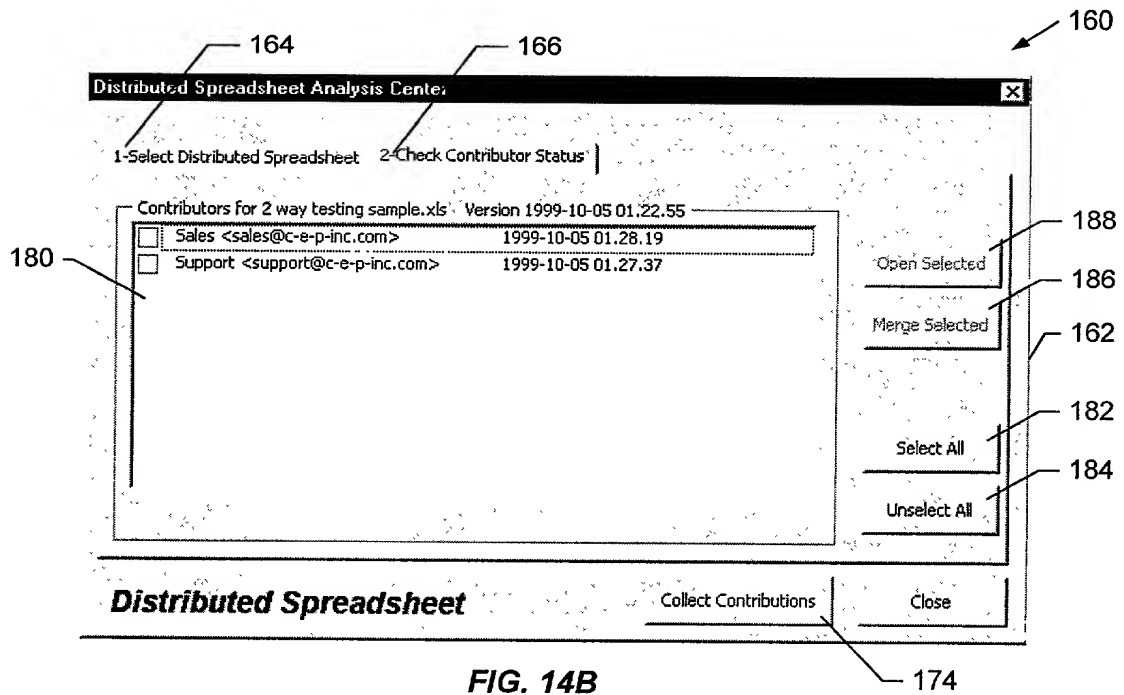 160
164 166
Distributed Spreadsheet Analysis Center
1-Select Distributed Spreadsheet 2-Check Contributor Status
Contributors for 2 way testing sample.xls Version 1999-10-05 01.22.55
Sales <sales@c-e-p-inc.com> 1999-10-05 01.28.19
Support <support@c-e-p-inc.com> 1999-10-05 01.27.37
180
188
Open Selected
186
Merge Selected
162
182
Select All
184
Unselect All
Distributed Spreadsheet Collect Contributions Close
FIG. 14B
174